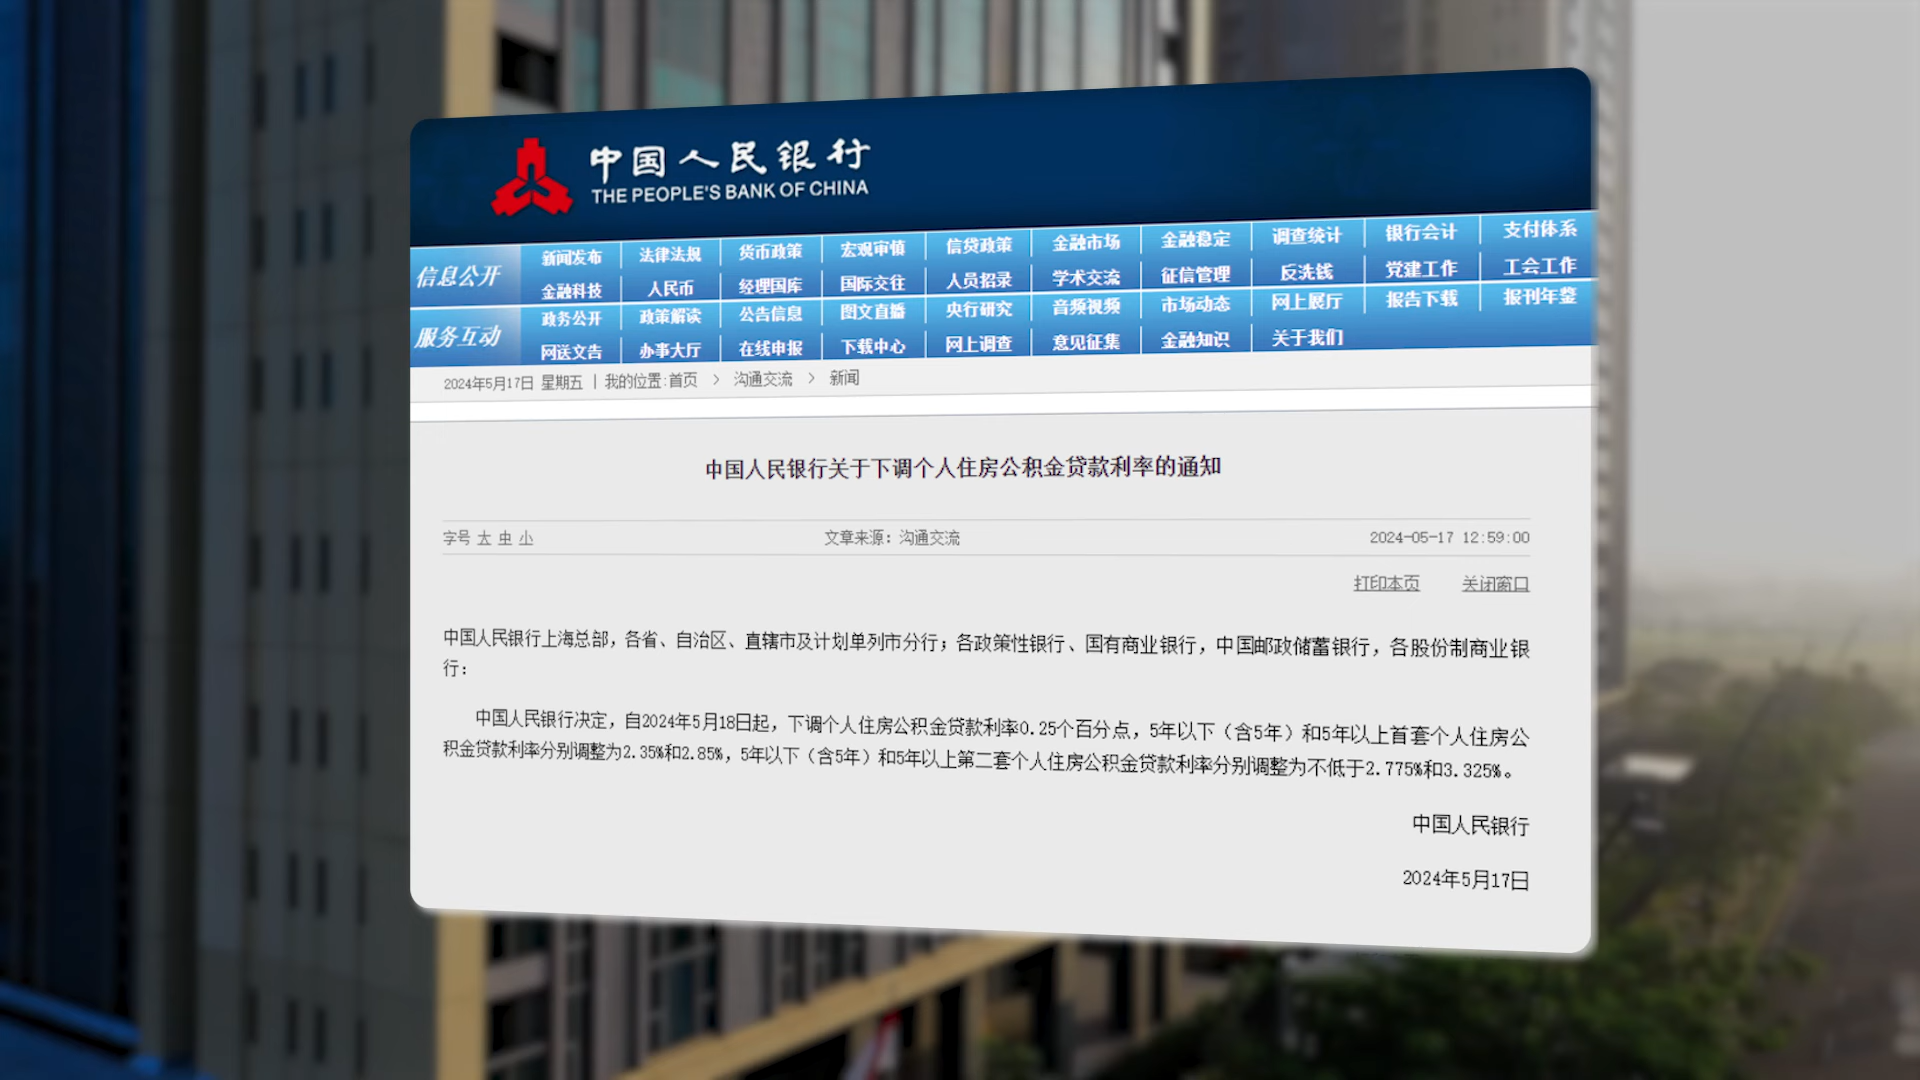 中国人民银行
THE PEOPLE'S BANK OF CHINA
信息公开 新闻发布 法律法规 货币政策 宏观审慎 信贷政策 金融市场 金融稳定 调查统计 银行会计 支付体系
金融科技 人民币 经理国库 国际交往 人员招录 学术交流 征信管理 反洗钱 党建工作 工会工作
服务互动 政务公开 政策解读 公告信息 图文直播 央行研究 音频视频 市场动态 网上展厅 报告下载 报刊年鉴
网送文告 办事大厅 在线申报 下载中心 网上调查 意见征集 金融知识 关于我们
2024年5月17日 星期五 | 我的位置:首页 > 沟通交流 > 新闻
中国人民银行关于下调个人住房公积金贷款利率的通知
字号 大 中 小 文章来源：沟通交流 2024-05-17 12:59:00
打印本页 关闭窗口
中国人民银行上海总部，各省、自治区、直辖市及计划单列市分行；各政策性银行、国有商业银行，中国邮政储蓄银行，各股份制商业银
行：
中国人民银行决定，自2024年5月18日起，下调个人住房公积金贷款利率0.25个百分点，5年以下（含5年）和5年以上首套个人住房公
积金贷款利率分别调整为2.35%和2.85%，5年以下（含5年）和5年以上第二套个人住房公积金贷款利率分别调整为不低于2.775%和3.325%。
中国人民银行
2024年5月17日